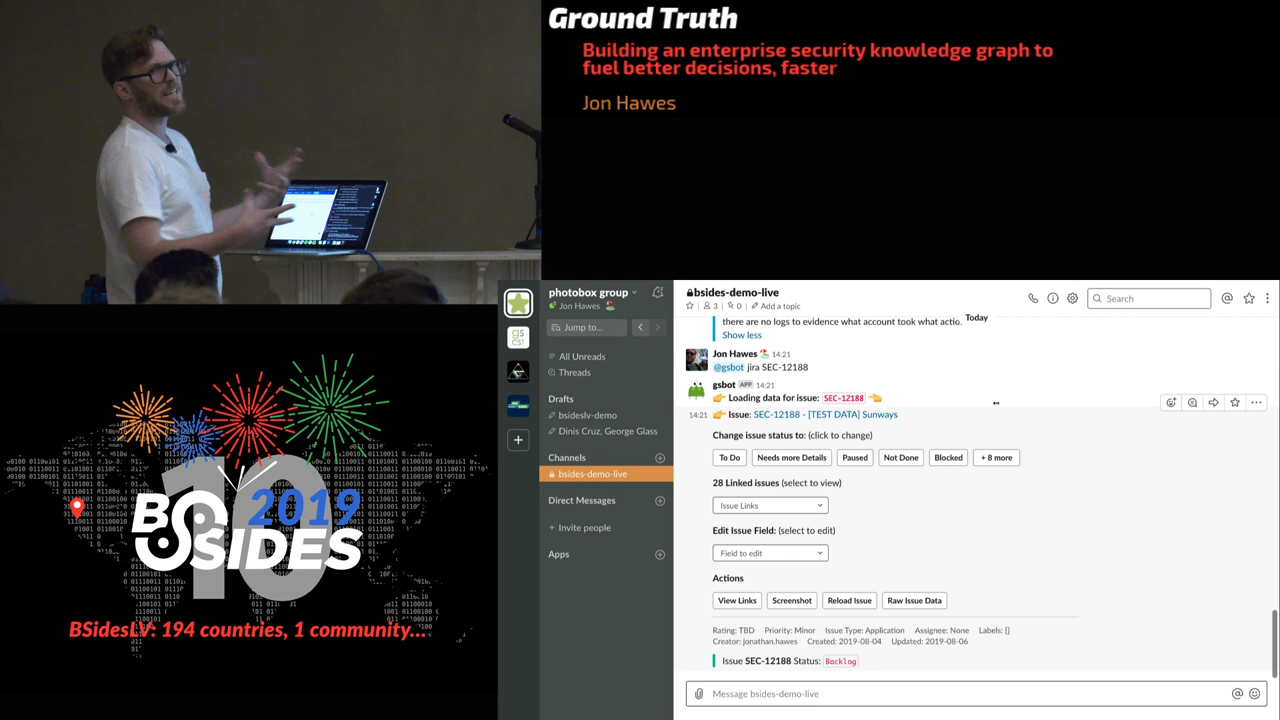 Ground Truth
Building an enterprise security knowledge graph to
fuel better decisions, faster
Jon Hawes
10
2019
BSIDES
BSidesLV: 194 countries, 1 community...
photobox group
Jon Hawes
Jump to...
All Unreads
Threads
Drafts
bsideslv-demo
Dinis Cruz, George Glass
Channels
bsides-demo-live
Direct Messages
+ Invite people
Apps
gs
CST
bsides-demo-live
3
0
Add a topic
Search
there are no logs to evidence what account took what actio.
Today
Show less
Jon Hawes 14:21
@gsbot jira SEC-12188
gsbot APP 14:21
Loading data for issue: SEC-12188
14:21 Issue: SEC-12188 - [TEST DATA] Sunways
Change issue status to: (click to change)
To Do Needs more Details Paused Not Done Blocked + 8 more
28 Linked issues (select to view)
Issue Links
Edit Issue Field: (select to edit)
Field to edit
Actions
View Links Screenshot Reload Issue Raw Issue Data
Rating: TBD Priority: Minor Issue Type: Application Assignee: None Labels: []
Creator: jonathan.hawes Created: 2019-08-04 Updated: 2019-08-06
Issue SEC-12188 Status: Backlog
Message bsides-demo-live